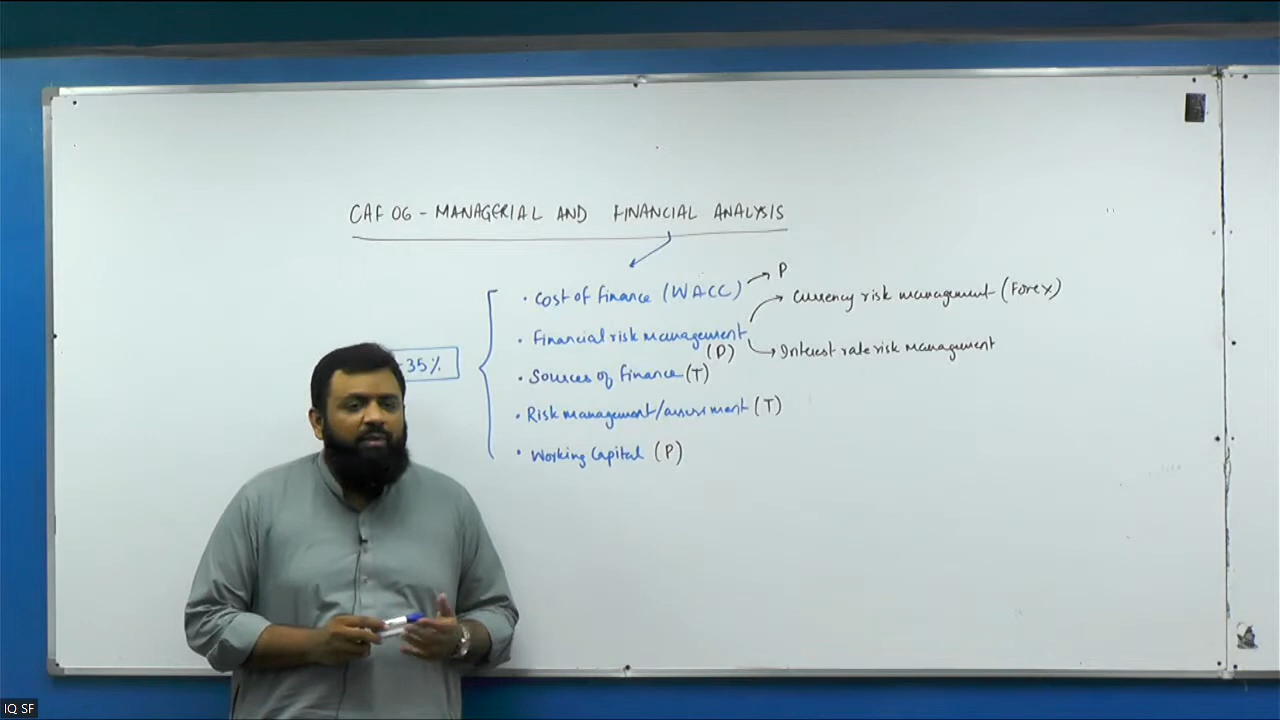 CAF 06 - MANAGERIAL AND FINANCIAL ANALYSIS
• Cost of finance (WACC) P
Currency risk management (Forex)
• Financial risk management
(P)
Interest rate risk management
35%
• Sources of finance (T)
• Risk management/assessment (T)
• Working Capital (P)
IQ SF